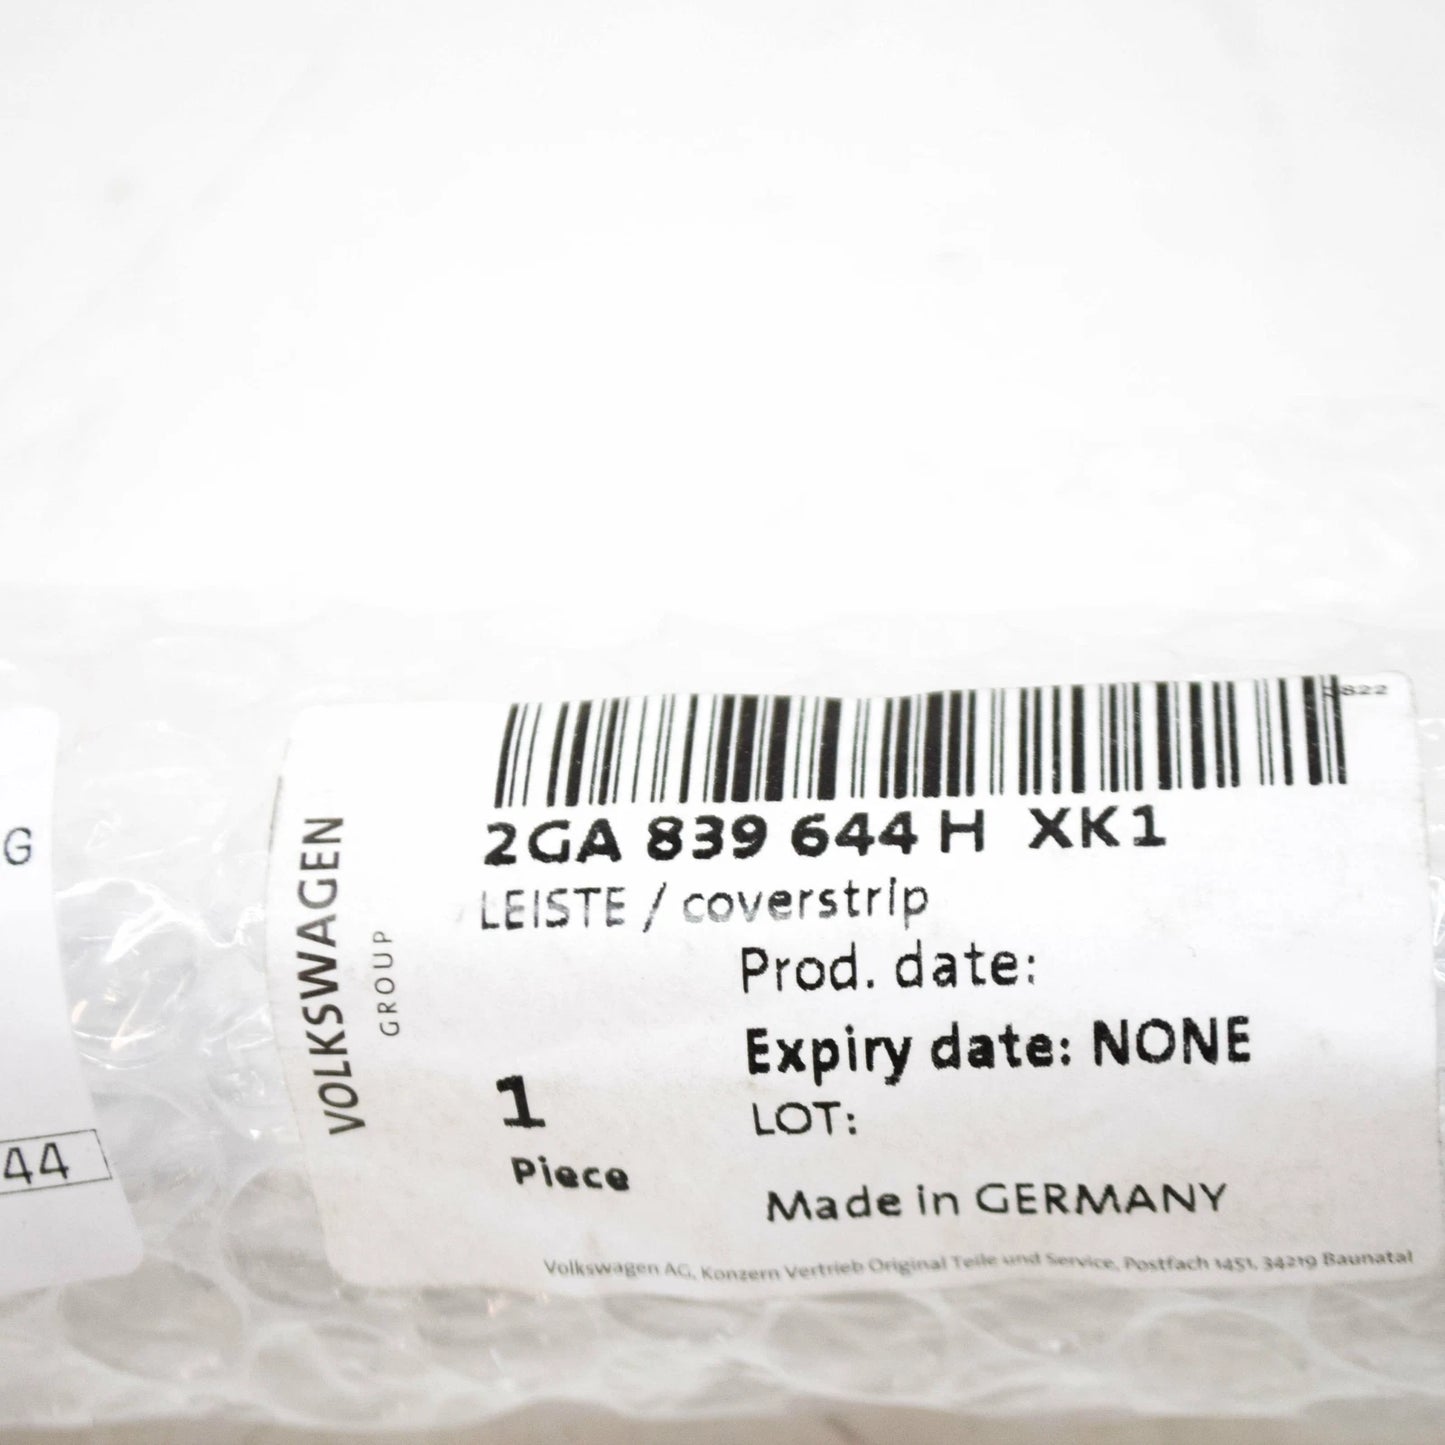 G
44
VOLKSWAGEN
GROUP
2GA 839 644 H XK1
LEISTE / coverstrip
Prod. date:
Expiry date: NONE
1
Piece
LOT:
Made in GERMANY
Volkswagen AG, Konzern Vertrieb Original Teile und Service, Postfach 1451, 34219 Baunatal